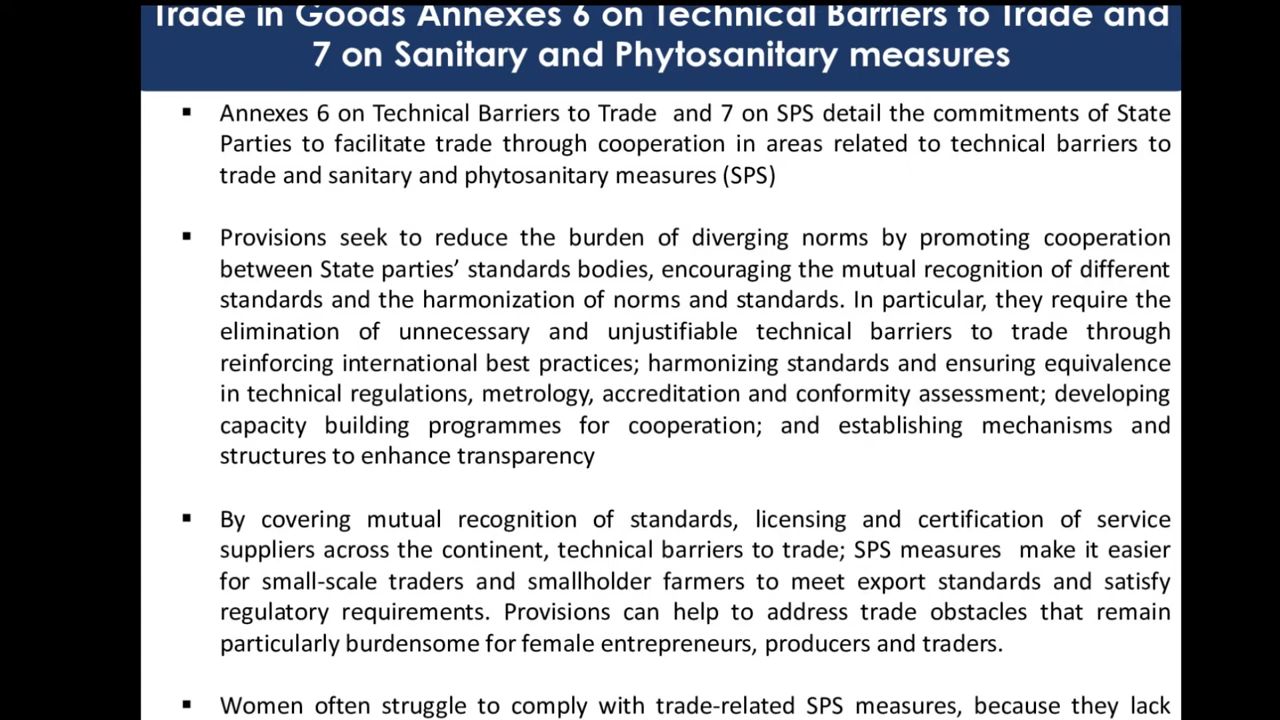 Trade in Goods Annexes 6 on Technical Barriers to Trade and
7 on Sanitary and Phytosanitary measures
▪ Annexes 6 on Technical Barriers to Trade and 7 on SPS detail the commitments of State
Parties to facilitate trade through cooperation in areas related to technical barriers to
trade and sanitary and phytosanitary measures (SPS)
▪ Provisions seek to reduce the burden of diverging norms by promoting cooperation
between State parties’ standards bodies, encouraging the mutual recognition of different
standards and the harmonization of norms and standards. In particular, they require the
elimination of unnecessary and unjustifiable technical barriers to trade through
reinforcing international best practices; harmonizing standards and ensuring equivalence
in technical regulations, metrology, accreditation and conformity assessment; developing
capacity building programmes for cooperation; and establishing mechanisms and
structures to enhance transparency
▪ By covering mutual recognition of standards, licensing and certification of service
suppliers across the continent, technical barriers to trade; SPS measures make it easier
for small-scale traders and smallholder farmers to meet export standards and satisfy
regulatory requirements. Provisions can help to address trade obstacles that remain
particularly burdensome for female entrepreneurs, producers and traders.
▪ Women often struggle to comply with trade-related SPS measures, because they lack